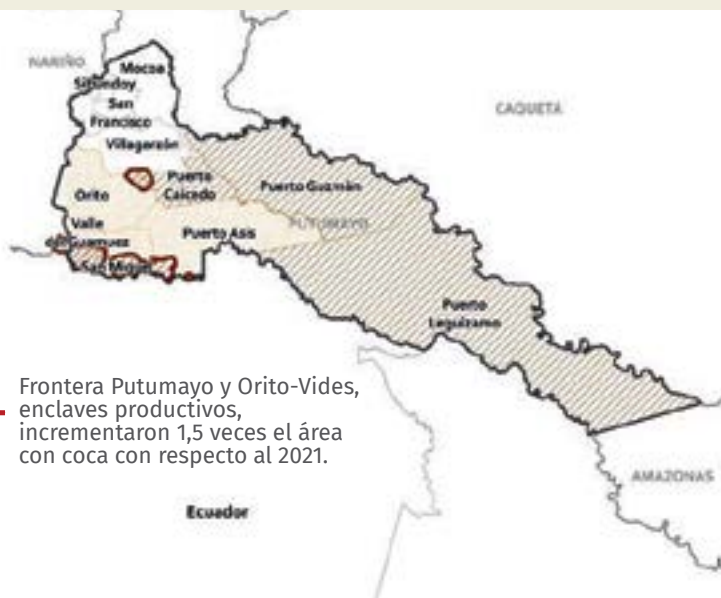 NARIÑO
Mocoa
Sibundoy
San
Francisco
CAQUETÁ
Villagarzón
Puerto
Caicedo
Puerto Guzmán
Orito
Valle
del Guamuez
PUTUMAYO
Puerto Asís
San Miguel
Puerto
Leguízamo
Frontera Putumayo y Orito-Vides,
enclaves productivos,
incrementaron 1,5 veces el área
con coca con respecto al 2021.
AMAZONAS
Ecuador